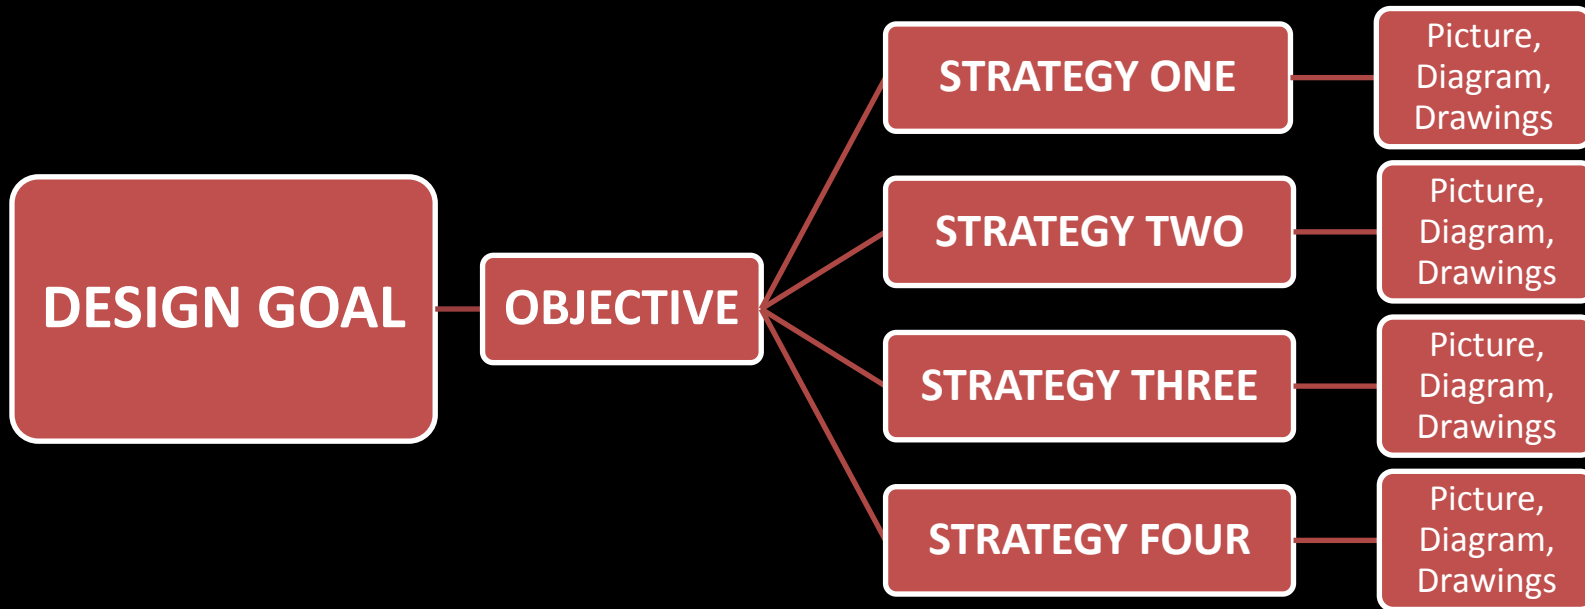 DESIGN GOAL
OBJECTIVE
STRATEGY ONE
Picture,
Diagram,
Drawings
STRATEGY TWO
Picture,
Diagram,
Drawings
STRATEGY THREE
Picture,
Diagram,
Drawings
STRATEGY FOUR
Picture,
Diagram,
Drawings